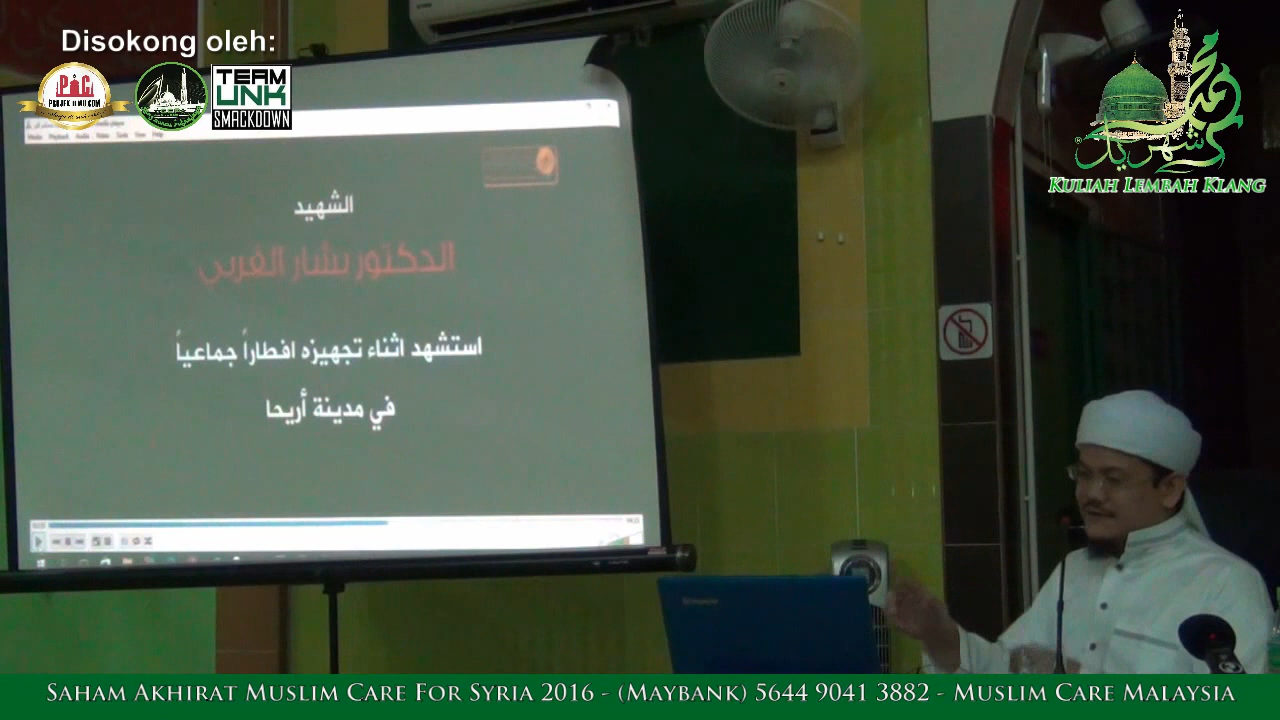 Disokong oleh:
TEAM
UNK
SMACKDOWN
KULIAH LEMBAH KLANG
الشهيد
الدكتور بشار الغربي
استشهد اثناء تجهيزه افطاراً جماعياً
في مدينة أريحا
SAHAM AKHIRAT MUSLIM CARE FOR SYRIA 2016 - (MAYBANK) 5644 9041 3882 - MUSLIM CARE MALAYSIA